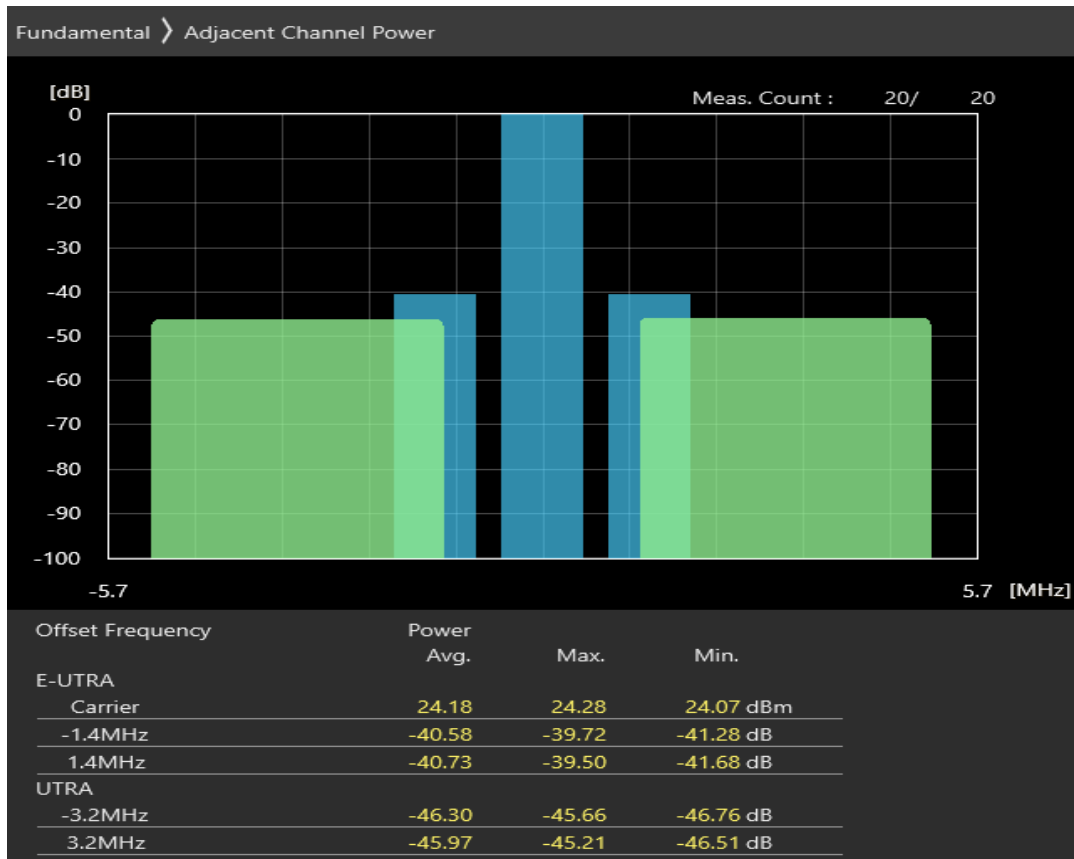 Fundamental 〉 Adjacent Channel Power
[dB]
Meas. Count : 20/ 20
0
-10
-20
-30
-40
-50
-60
-70
-80
-90
-100
-5.7 5.7 [MHz]
Offset Frequency Power
Avg. Max. Min.
E-UTRA
Carrier 24.18 24.28 24.07 dBm
-1.4MHz -40.58 -39.72 -41.28 dB
1.4MHz -40.73 -39.50 -41.68 dB
UTRA
-3.2MHz -46.30 -45.66 -46.76 dB
3.2MHz -45.97 -45.21 -46.51 dB